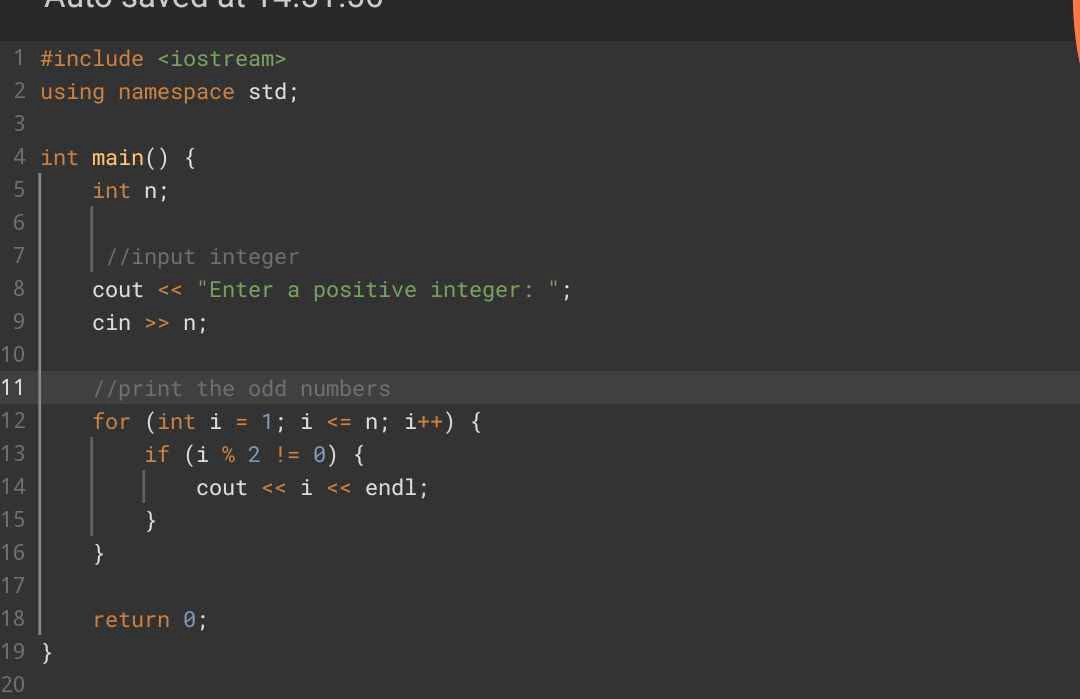 Auto saved at 14:31:50
1 #include <iostream>
2 using namespace std;
3
4 int main() {
5     int n;
6
7      //input integer
8     cout << "Enter a positive integer: ";
9     cin >> n;
10
11     //print the odd numbers
12     for (int i = 1; i <= n; i++) {
13         if (i % 2 != 0) {
14             cout << i << endl;
15         }
16     }
17
18     return 0;
19 }
20